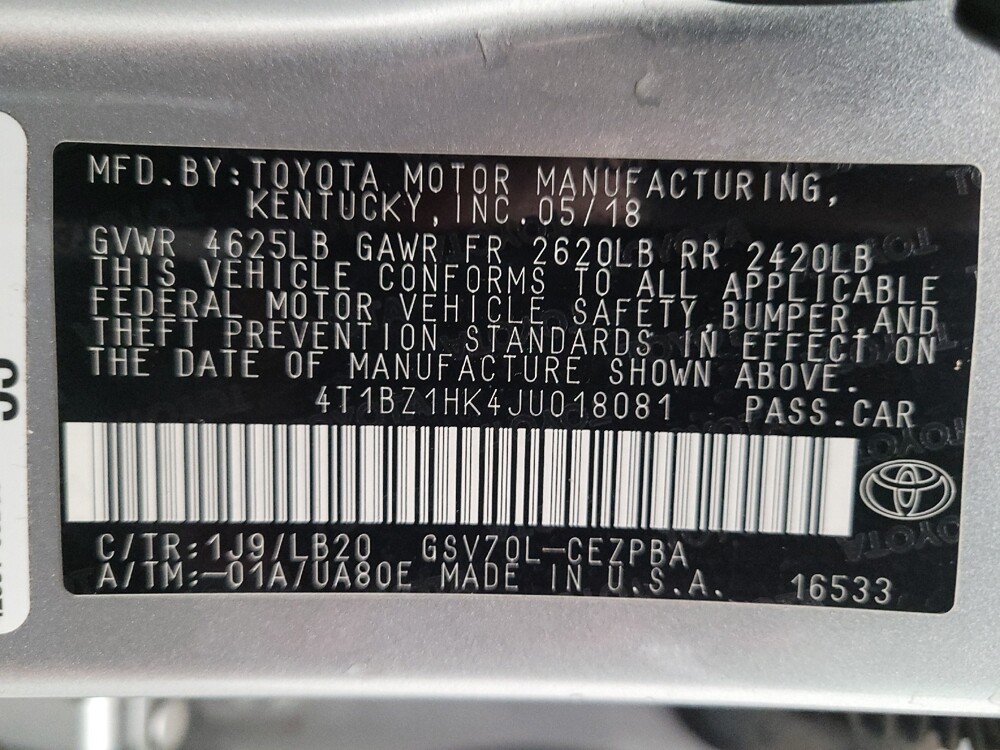 MFD.BY:TOYOTA MOTOR MANUFACTURING,
KENTUCKY,INC.05/18
GVWR 4625LB GAWR FR 2620LB RR 2420LB
THIS VEHICLE CONFORMS TO ALL APPLICABLE
FEDERAL MOTOR VEHICLE SAFETY,BUMPER,AND
THEFT PREVENTION STANDARDS IN EFFECT ON
THE DATE OF MANUFACTURE SHOWN ABOVE.
4T1BZ1HK4JU018081 PASS.CAR
C/TR:1J9/LB20 GSV70L-CEZPBA
A/TM:-01A/UA80E MADE IN U.S.A. 16533